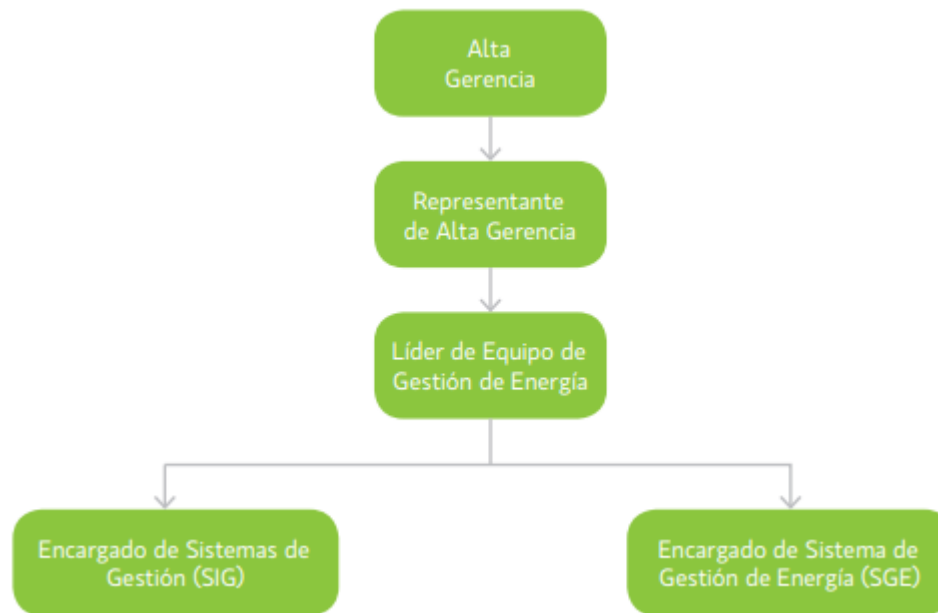 Alta
Gerencia
Representante
de Alta Gerencia
Líder de Equipo de
Gestión de Energía
Encargado de Sistemas de
Gestión (SIG)
Encargado de Sistema de
Gestión de Energía (SGE)